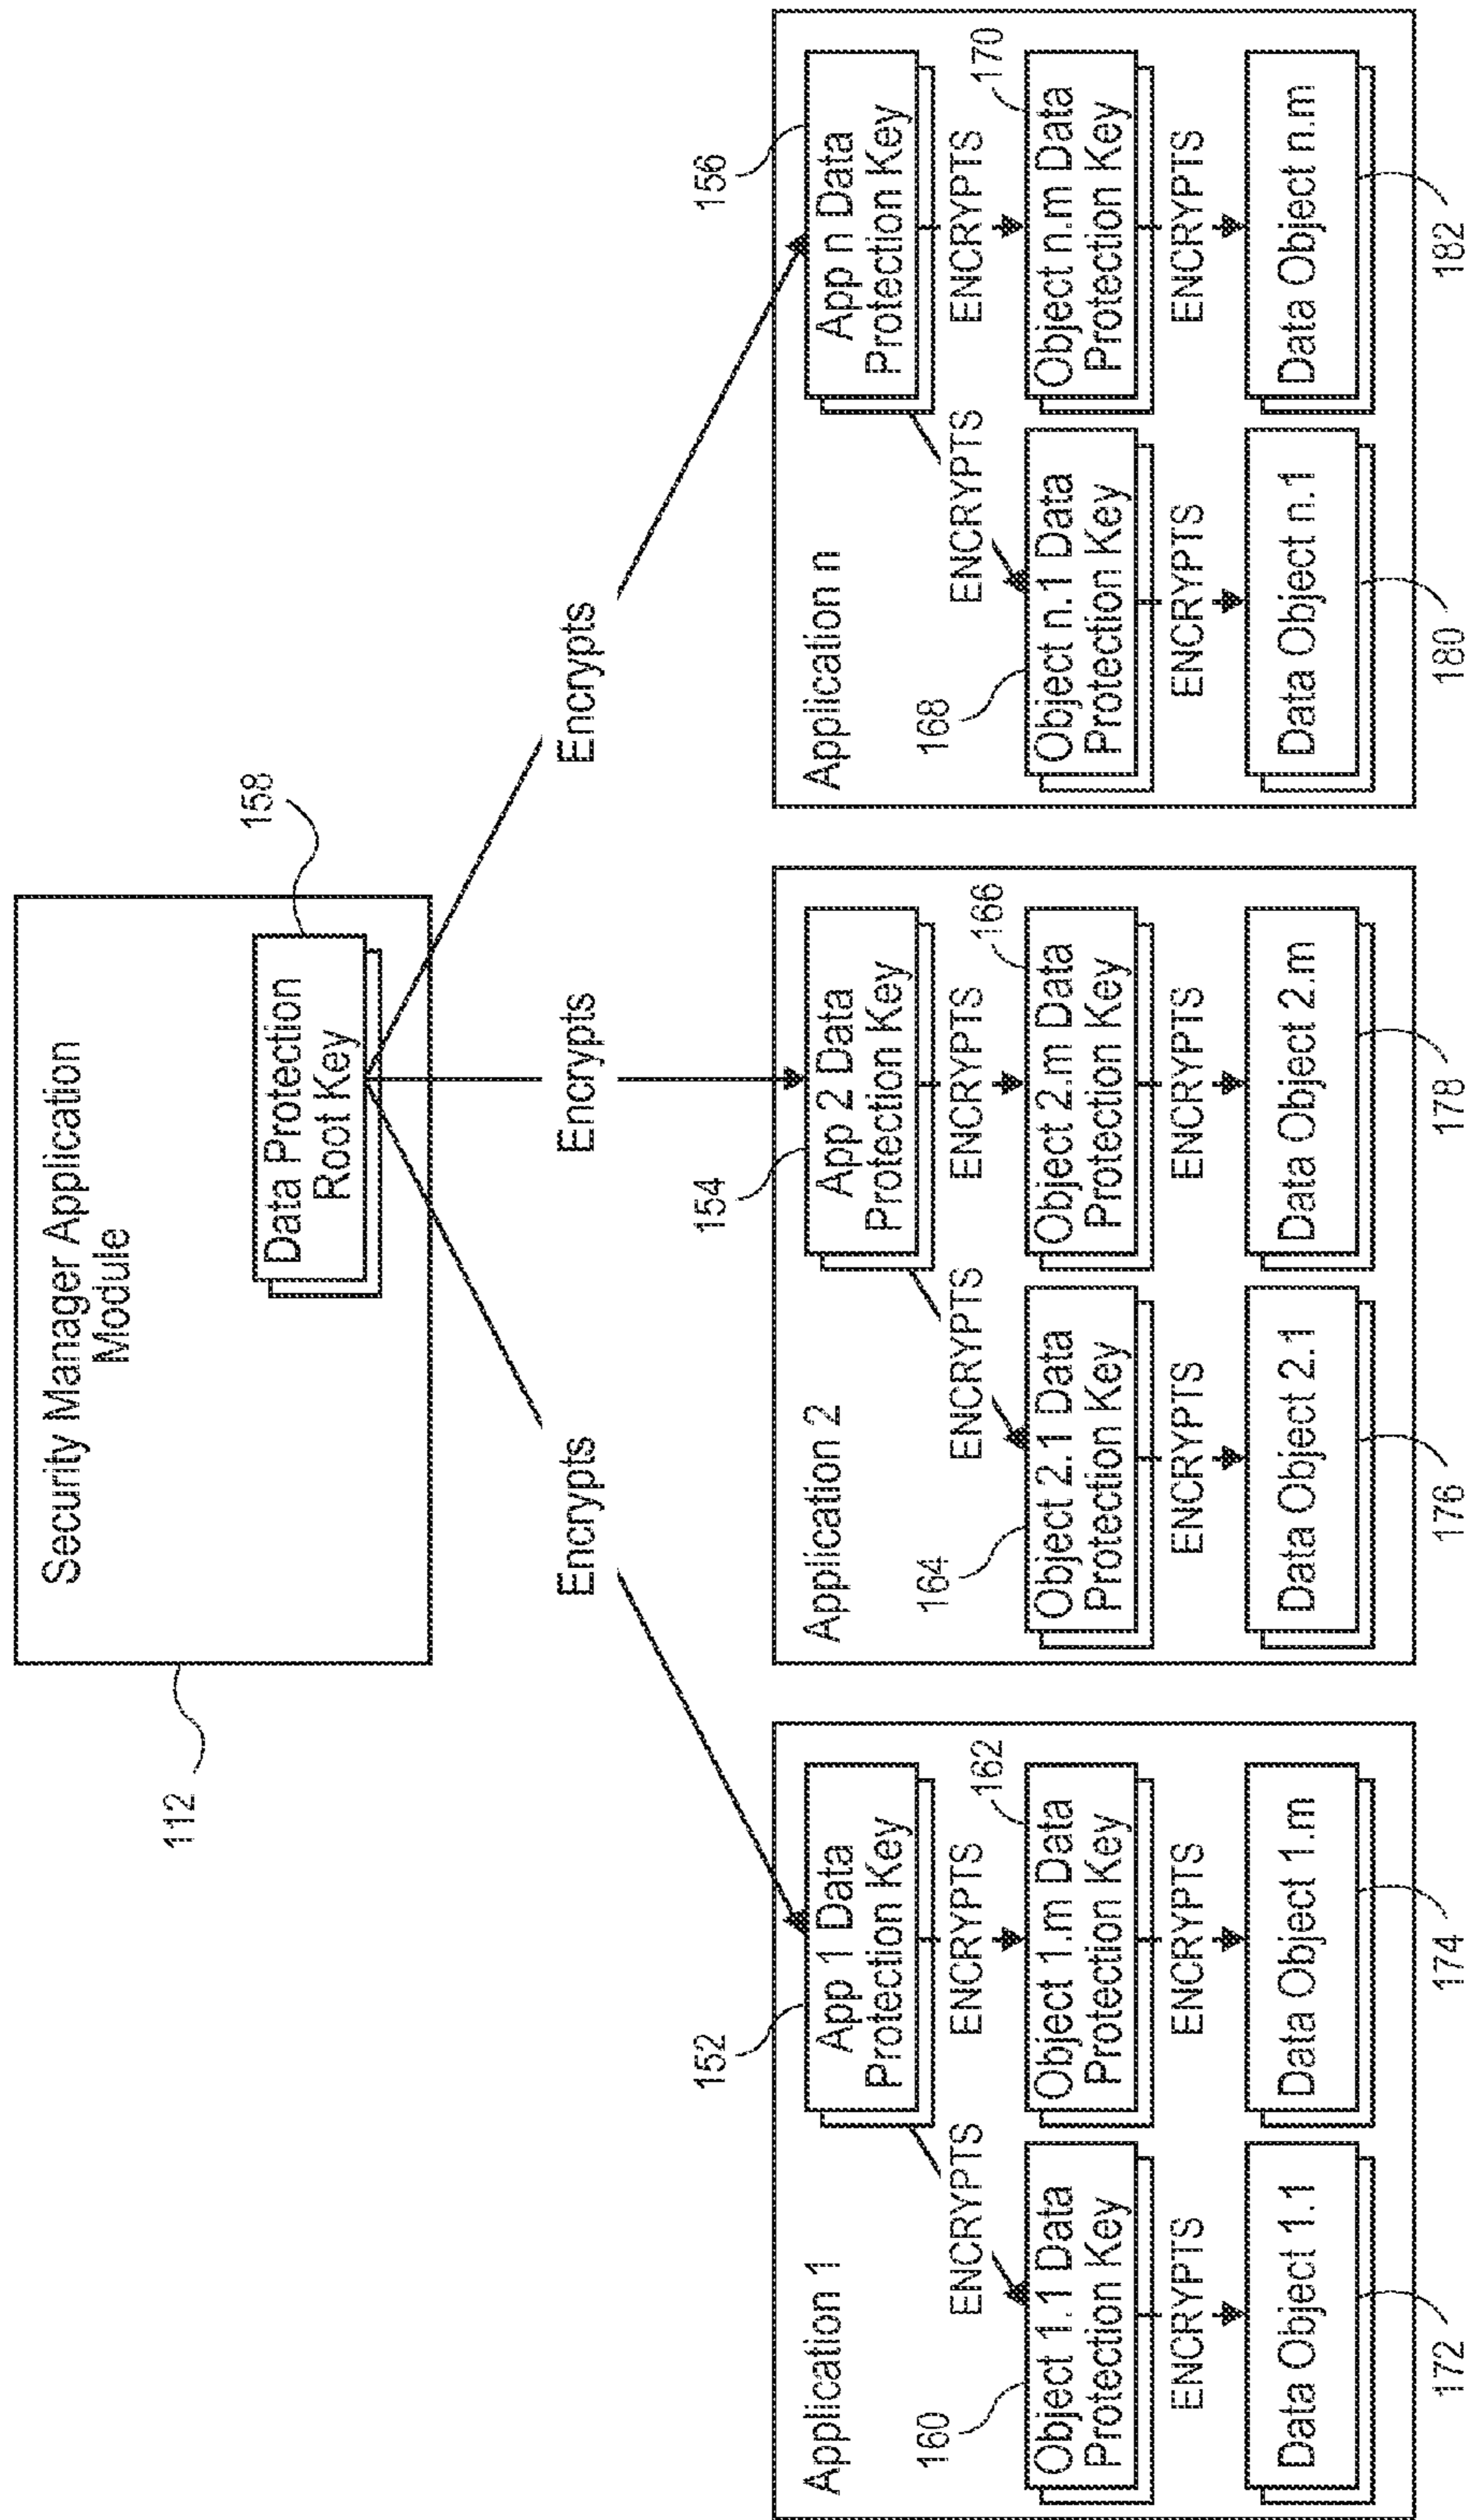 Security Manager Application
Module
112
Data Protection
Root Key
158
Encrypts
Encrypts
Encrypts
152
Application 1
App 1 Data
Protection Key
ENCRYPTS
ENCRYPTS
160
162
Object 1.1 Data
Protection Key
Object 1.m Data
Protection Key
ENCRYPTS
ENCRYPTS
Data Object 1.1
Data Object 1.m
172
174
154
Application 2
App 2 Data
Protection Key
ENCRYPTS
ENCRYPTS
164
166
Object 2.1 Data
Protection Key
Object 2.m Data
Protection Key
ENCRYPTS
ENCRYPTS
Data Object 2.1
Data Object 2.m
176
178
156
Application n
App n Data
Protection Key
ENCRYPTS
ENCRYPTS
168
170
Object n.1 Data
Protection Key
Object n.m Data
Protection Key
ENCRYPTS
ENCRYPTS
Data Object n.1
Data Object n.m
180
182